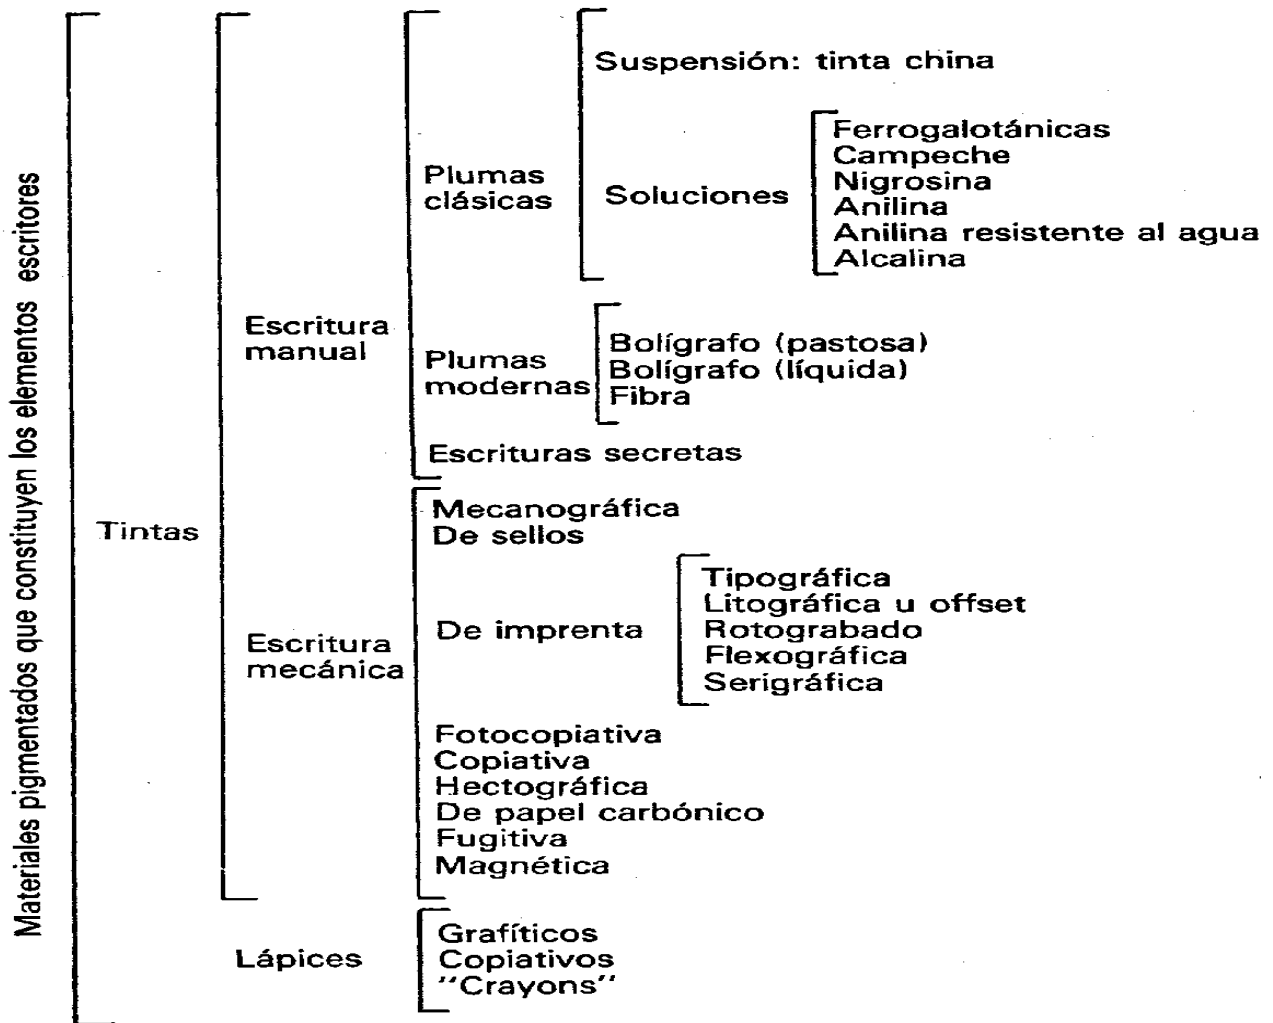 Materiales pigmentados que constituyen los elementos escritores
Tintas
Escritura
manual
Plumas
clásicas
Suspensión: tinta china
Soluciones
Ferrogalotánicas
Campeche
Nigrosina
Anilina
Anilina resistente al agua
Alcalina
Plumas
modernas
Bolígrafo (pastosa)
Bolígrafo (líquida)
Fibra
Escrituras secretas
Escritura
mecánica
Mecanográfica
De sellos
De imprenta
Tipográfica
Litográfica u offset
Rotograbado
Flexográfica
Serigráfica
Fotocopiativa
Copiativa
Hectográfica
De papel carbónico
Fugitiva
Magnética
Lápices
Grafíticos
Copiativos
"Crayons"